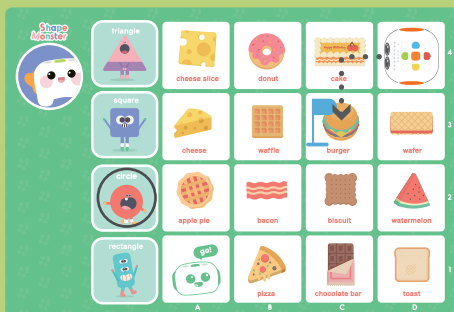 Shape
Monster
triangle
cheese slice
donut
cake
4
square
cheese
waffle
burger
wafer
3
circle
apple pie
bacon
biscuit
watermelon
2
rectangle
go!
pizza
chocolate bar
toast
1
A
B
C
D